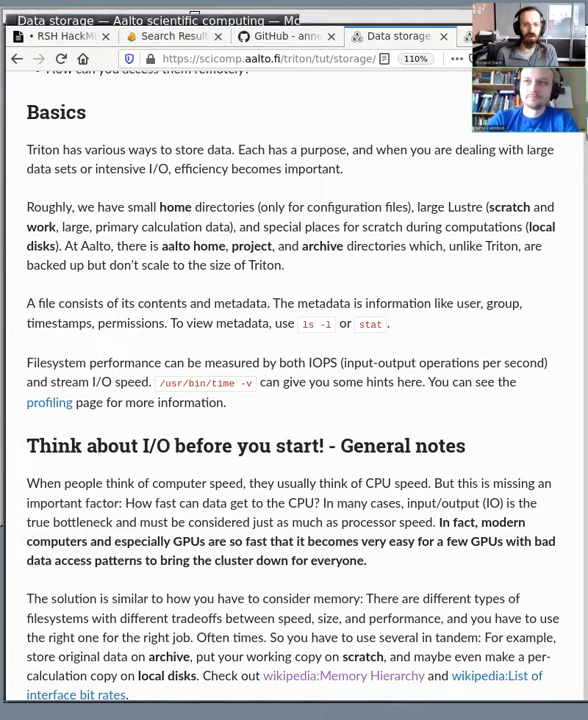 Data storage — Aalto scientific computing — Mo
• RSH HackM
Search Result
GitHub - anne
Data storage
https://scicomp.aalto.fi/triton/tut/storage/
110%
Basics
Triton has various ways to store data. Each has a purpose, and when you are dealing with large
data sets or intensive I/O, efficiency becomes important.
Roughly, we have small home directories (only for configuration files), large Lustre (scratch and
work, large, primary calculation data), and special places for scratch during computations (local
disks). At Aalto, there is aalto home, project, and archive directories which, unlike Triton, are
backed up but don't scale to the size of Triton.
A file consists of its contents and metadata. The metadata is information like user, group,
timestamps, permissions. To view metadata, use ls -l or stat.
Filesystem performance can be measured by both IOPS (input-output operations per second)
and stream I/O speed. /usr/bin/time -v can give you some hints here. You can see the
profiling page for more information.
Think about I/O before you start! - General notes
When people think of computer speed, they usually think of CPU speed. But this is missing an
important factor: How fast can data get to the CPU? In many cases, input/output (IO) is the
true bottleneck and must be considered just as much as processor speed. In fact, modern
computers and especially GPUs are so fast that it becomes very easy for a few GPUs with bad
data access patterns to bring the cluster down for everyone.
The solution is similar to how you have to consider memory: There are different types of
filesystems with different tradeoffs between speed, size, and performance, and you have to use
the right one for the right job. Often times. So you have to use several in tandem: For example,
store original data on archive, put your working copy on scratch, and maybe even make a per-
calculation copy on local disks. Check out wikipedia:Memory Hierarchy and wikipedia:List of
interface bit rates.